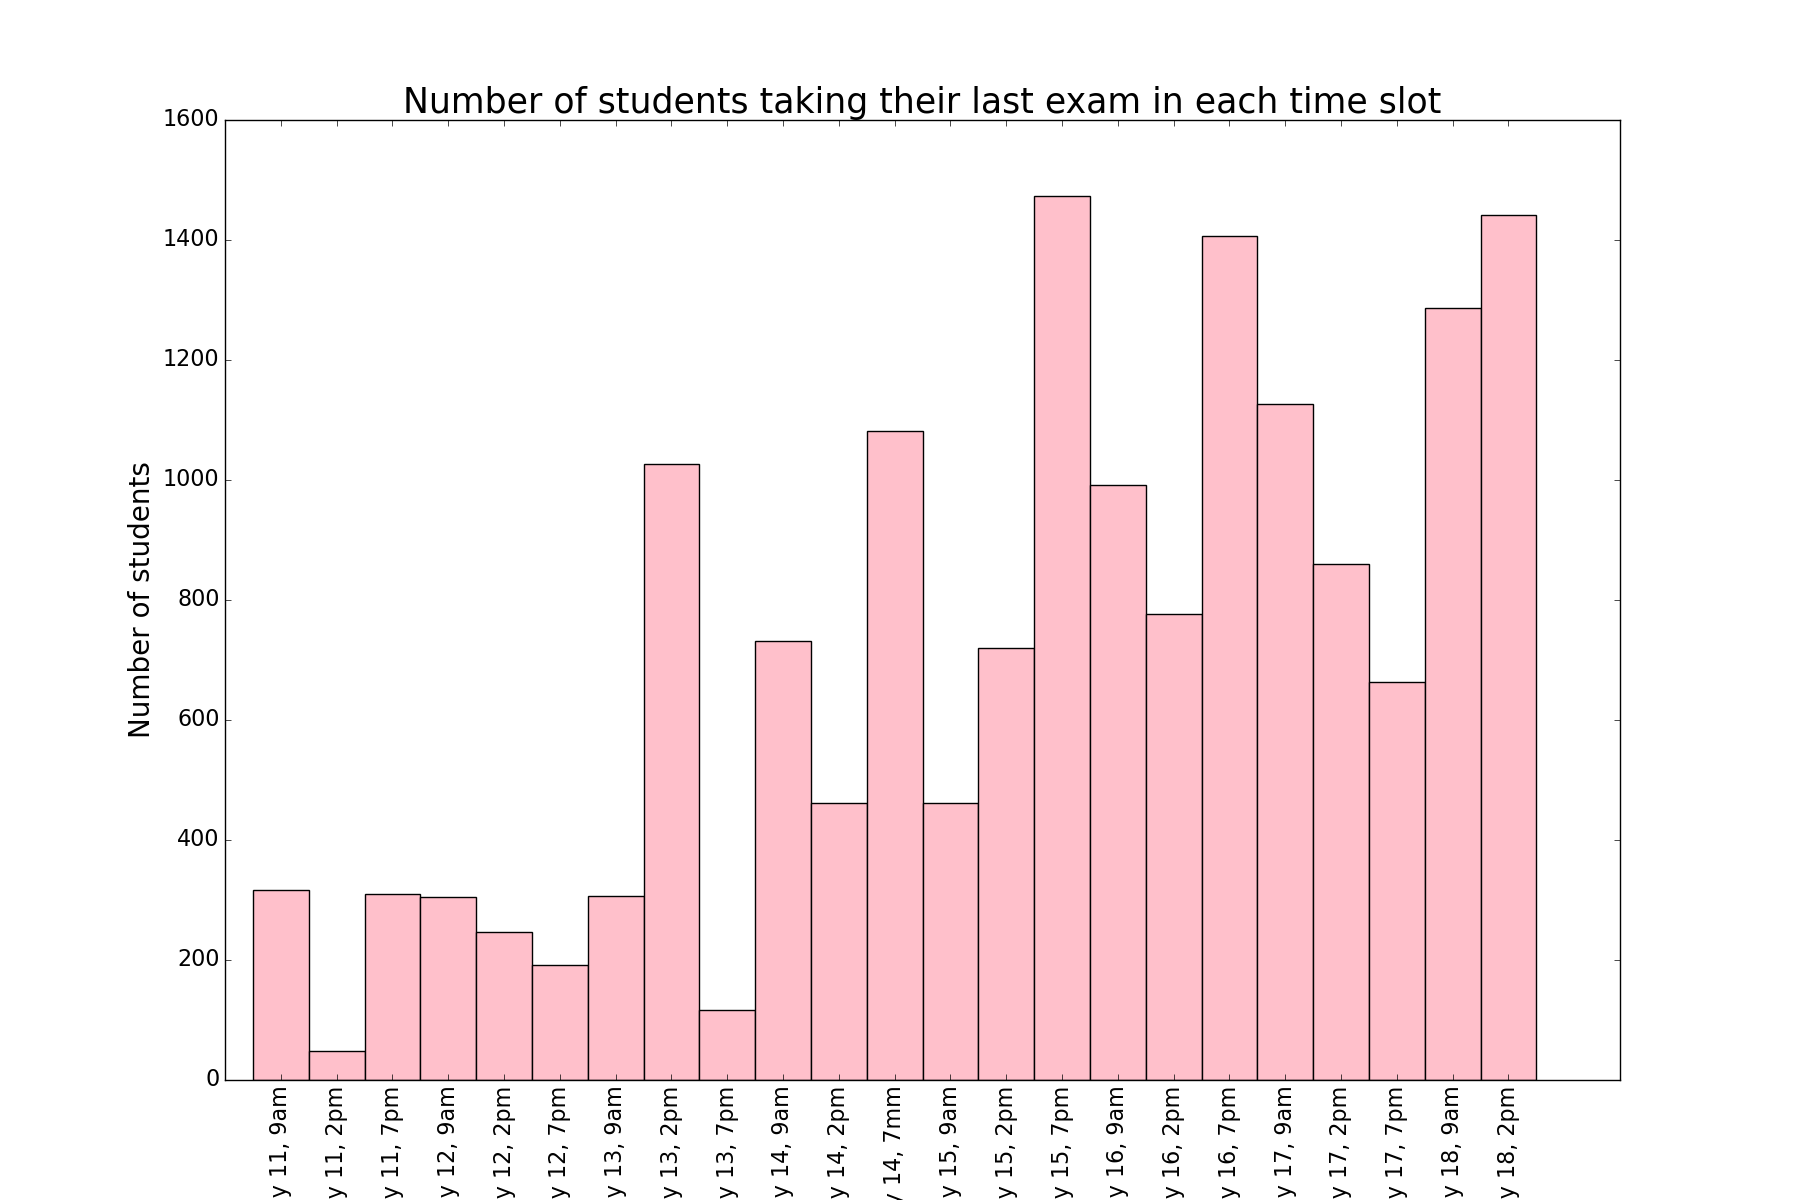 Number of students taking their last exam in each time slot
Number of students
1600
1400
1200
1000
800
600
400
200
0
y 11, 9am
y 11, 2pm
y 11, 7pm
y 12, 9am
y 12, 2pm
y 12, 7pm
y 13, 9am
y 13, 2pm
y 13, 7pm
y 14, 9am
y 14, 2pm
y 14, 7mm
y 15, 9am
y 15, 2pm
y 15, 7pm
y 16, 9am
y 16, 2pm
y 16, 7pm
y 17, 9am
y 17, 2pm
y 17, 7pm
y 18, 9am
y 18, 2pm